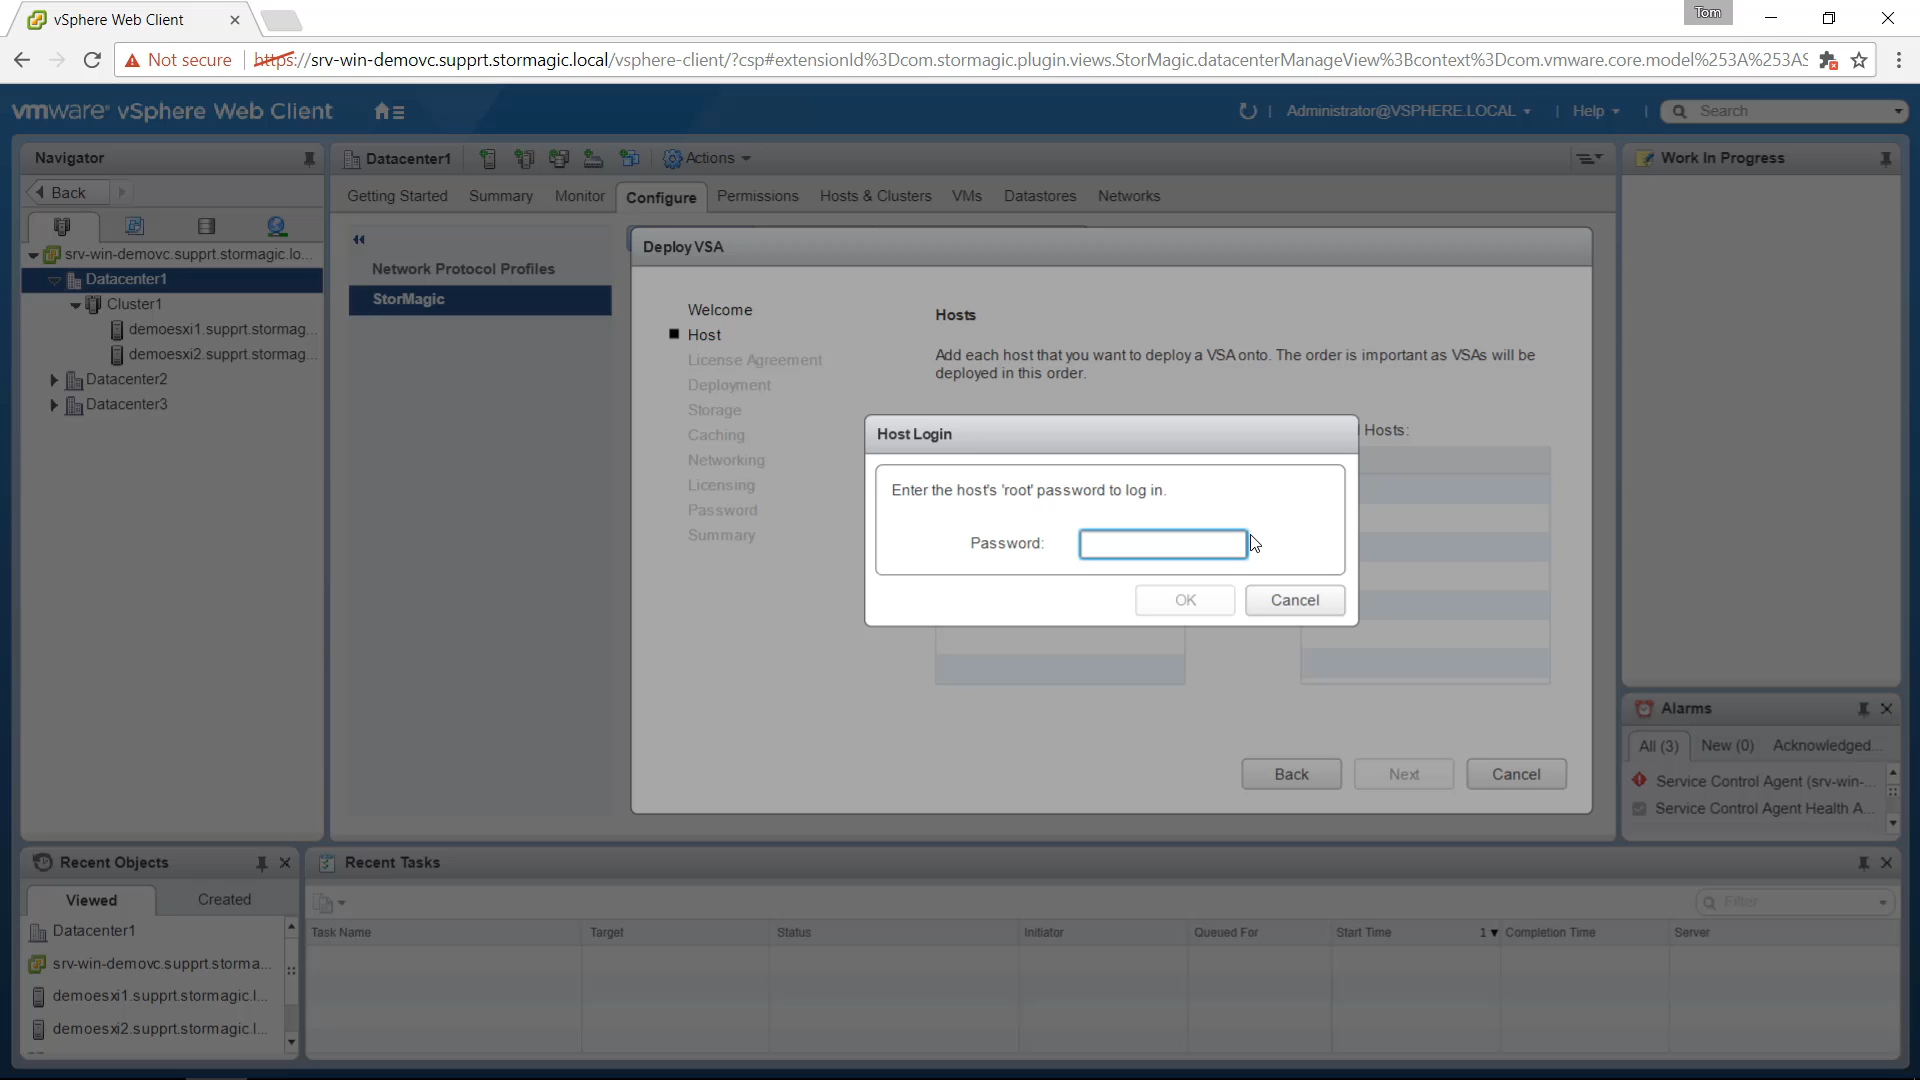 vSphere Web Client
Tom
Not secure
https://srv-win-demovc.supprt.stormagic.local/vsphere-client/?csp#extensionId%3Dcom.stormagic.plugin.views.StorMagic.datacenterManageView%3Bcontext%3Dcom.vmware.core.model%253A%253AS
vmware® vSphere Web Client
Administrator@VSPHERE.LOCAL
Help
Search
Navigator
Back
srv-win-demovc.supprt.stormagic.lo...
Datacenter1
Cluster1
demoesxi1.supprt.stormag...
demoesxi2.supprt.stormag...
Datacenter2
Datacenter3
Datacenter1
Actions
Getting Started Summary Monitor Configure Permissions Hosts & Clusters VMs Datastores Networks
Network Protocol Profiles
StorMagic
Deploy VSA
Welcome
Host
License Agreement
Deployment
Storage
Caching
Networking
Licensing
Password
Summary
Hosts
Add each host that you want to deploy a VSA onto. The order is important as VSAs will be
deployed in this order.
Hosts:
Host Login
Enter the host's 'root' password to log in.
Password:
OK Cancel
Back Next Cancel
Work In Progress
Alarms
All (3) New (0) Acknowledged...
Service Control Agent (srv-win-...
Service Control Agent Health A...
Recent Objects
Viewed Created
Datacenter1
srv-win-demovc.supprt.storma...
demoesxi1.supprt.stormagic.l...
demoesxi2.supprt.stormagic.l...
Recent Tasks
Filter
Task Name Target Status Initiator Queued For Start Time 1 Completion Time Server